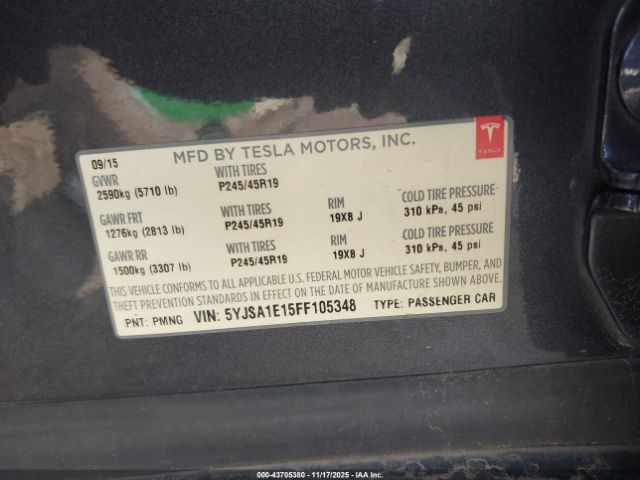 09/15 MFD BY TESLA MOTORS, INC. TESLA
GVWR WITH TIRES
2590kg (5710 lb) P245/45R19
GAWR FRT WITH TIRES RIM COLD TIRE PRESSURE
1276kg (2813 lb) P245/45R19 19X8 J 310 kPa, 45 psi
GAWR RR WITH TIRES RIM COLD TIRE PRESSURE
1500kg (3307 lb) P245/45R19 19X8 J 310 kPa, 45 psi
THIS VEHICLE CONFORMS TO ALL APPLICABLE U.S. FEDERAL MOTOR VEHICLE SAFETY, BUMPER, AND
THEFT PREVENTION STANDARDS IN EFFECT ON THE DATE OF MANUFACTURE SHOWN ABOVE.
PNT: PMNG VIN: 5YJSA1E15FF105348 TYPE: PASSENGER CAR
000-43705380 - 11/17/2025 - IAA Inc.